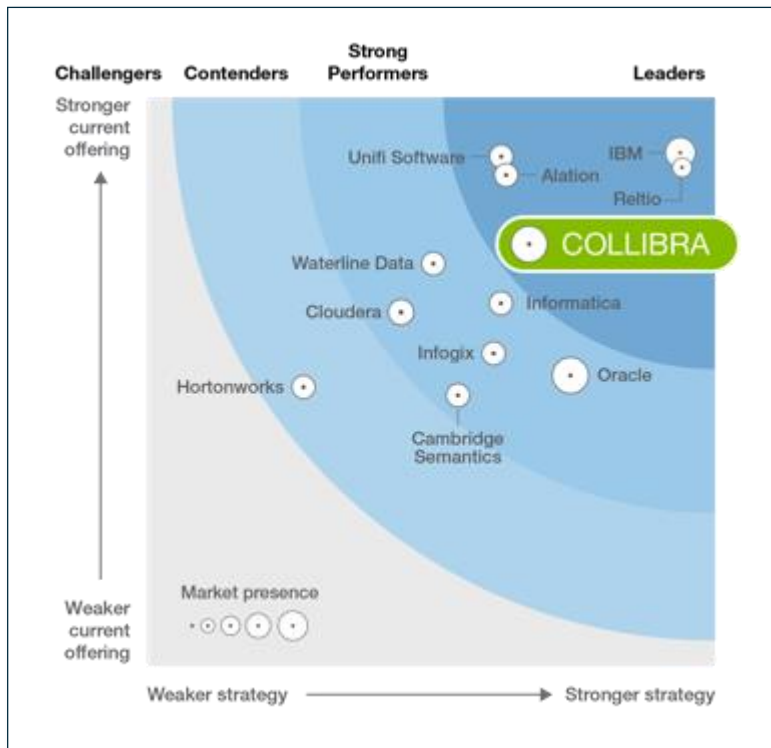 Strong
Challengers Contenders Performers Leaders
Stronger
current
offering
Unifi Software
IBM
Alation
Reltio
COLLIBRA
Waterline Data
Informatica
Cloudera
Infogix
Oracle
Hortonworks
Cambridge
Semantics
Market presence
Weaker
current
offering
Weaker strategy
Stronger strategy